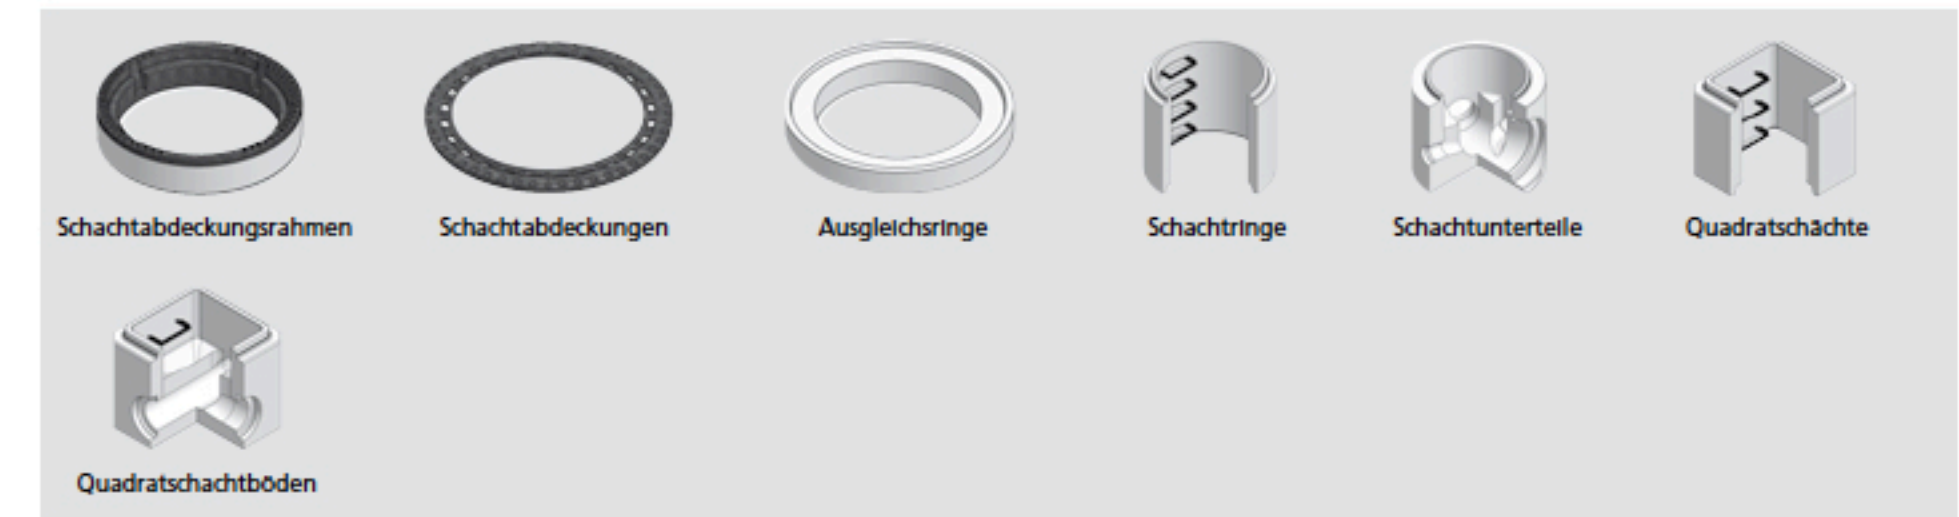 Schachtabdeckungsrahmen
Schachtabdeckungen
Ausgleichsringe
Schachtringe
Schachtunterteile
Quadratschächte
Quadratschachtböden